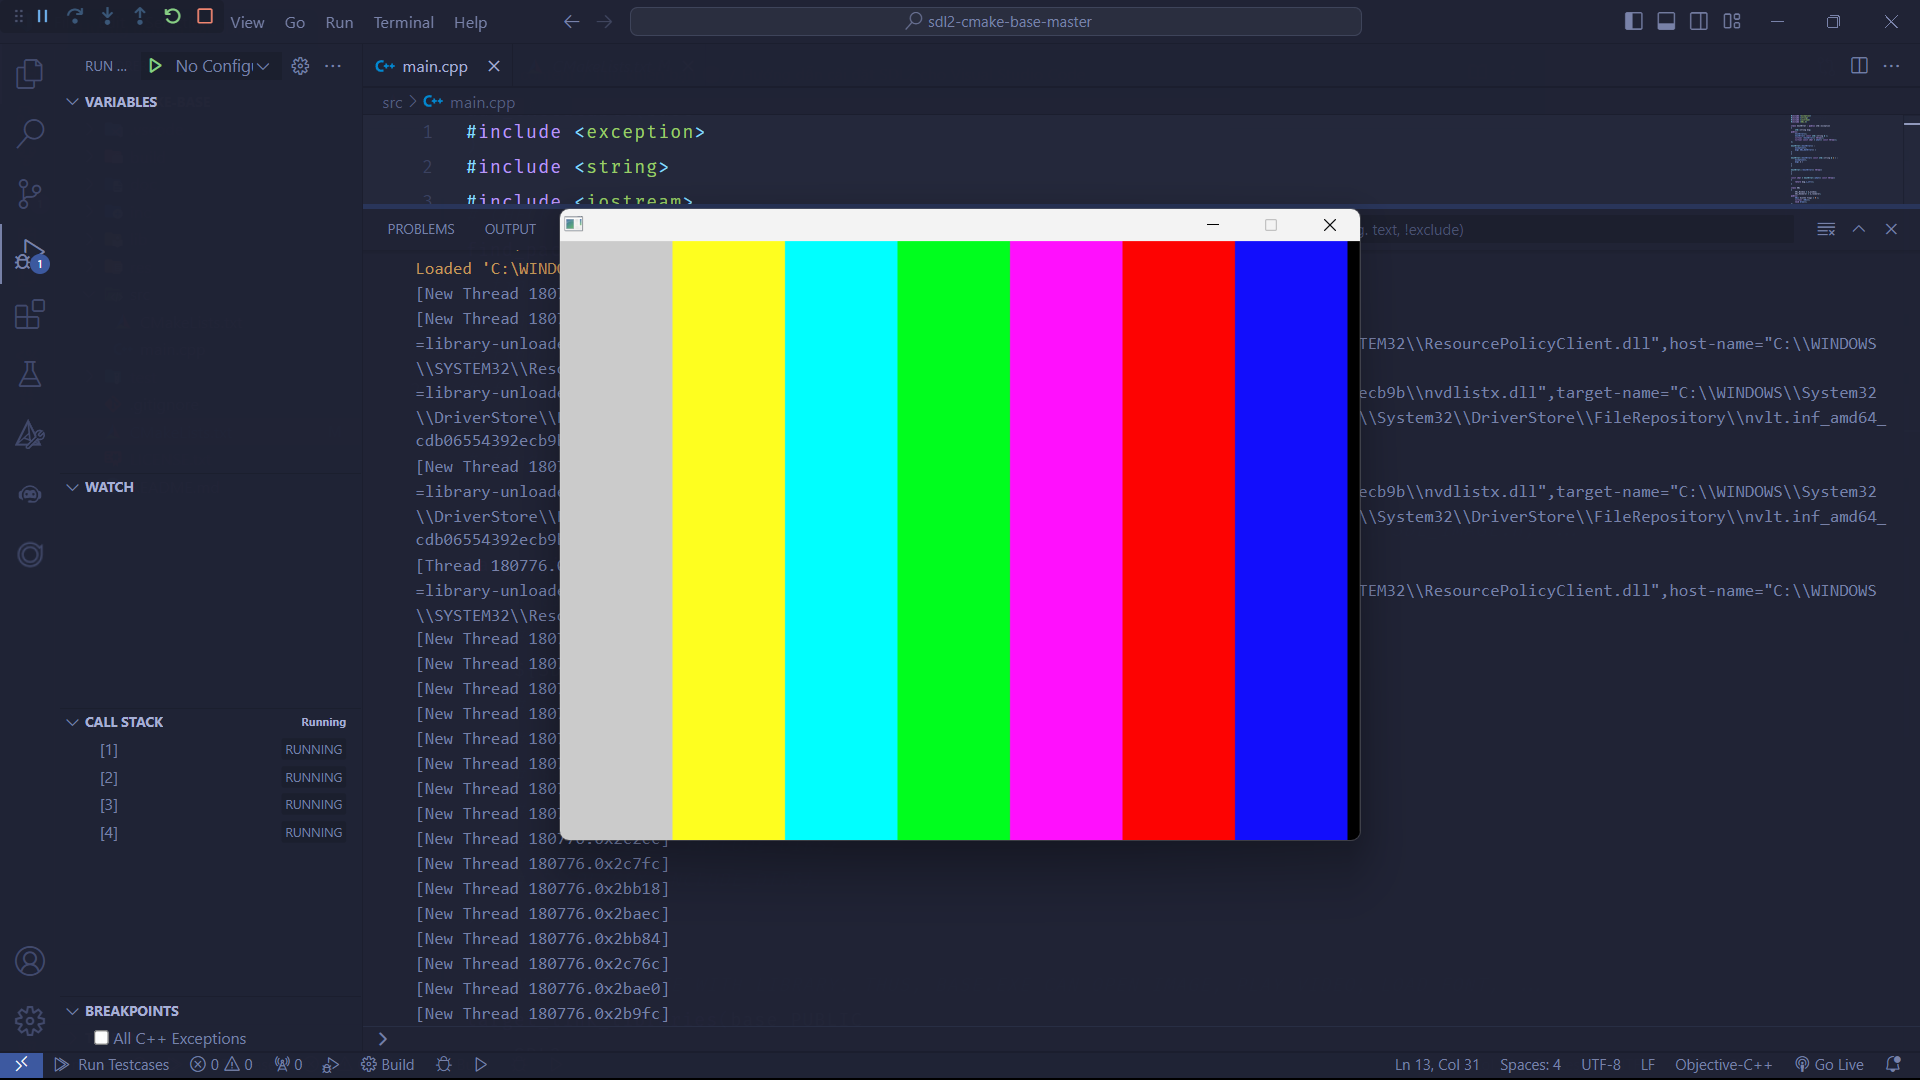 View Go Run Terminal Help
sdl2-cmake-base-master
RUN ... No Config
main.cpp
VARIABLES
src > main.cpp
1 #include <exception>
2 #include <string>
3 #include <iostream>
PROBLEMS OUTPUT
. text, !exclude)
Loaded 'C:\WINDO
[New Thread 180
[New Thread 180
=library-unload
TEM32\\ResourcePolicyClient.dll",host-name="C:\\WINDOWS
\\SYSTEM32\\Res
=library-unload
ecb9b\\nvdlistx.dll",target-name="C:\\WINDOWS\\System32
\\DriverStore\\
\\System32\\DriverStore\\FileRepository\\nvlt.inf_amd64_
cdb06554392ecb9
[New Thread 180
=library-unload
ecb9b\\nvdlistx.dll",target-name="C:\\WINDOWS\\System32
\\DriverStore\\
\\System32\\DriverStore\\FileRepository\\nvlt.inf_amd64_
cdb06554392ecb9
[Thread 180776.
=library-unload
TEM32\\ResourcePolicyClient.dll",host-name="C:\\WINDOWS
\\SYSTEM32\\Res
[New Thread 180
[New Thread 180
[New Thread 180
[New Thread 180
[New Thread 180
[New Thread 180
[New Thread 180
[New Thread 180
[New Thread 180
[New Thread 180776.0x2c7fc]
[New Thread 180776.0x2bb18]
[New Thread 180776.0x2baec]
[New Thread 180776.0x2bb84]
[New Thread 180776.0x2c76c]
[New Thread 180776.0x2bae0]
[New Thread 180776.0x2b9fc]
1
WATCH
CALL STACK Running
[1] RUNNING
[2] RUNNING
[3] RUNNING
[4] RUNNING
BREAKPOINTS
All C++ Exceptions
Run Testcases 0 0 0 Build Ln 13, Col 31 Spaces: 4 UTF-8 LF Objective-C++ Go Live